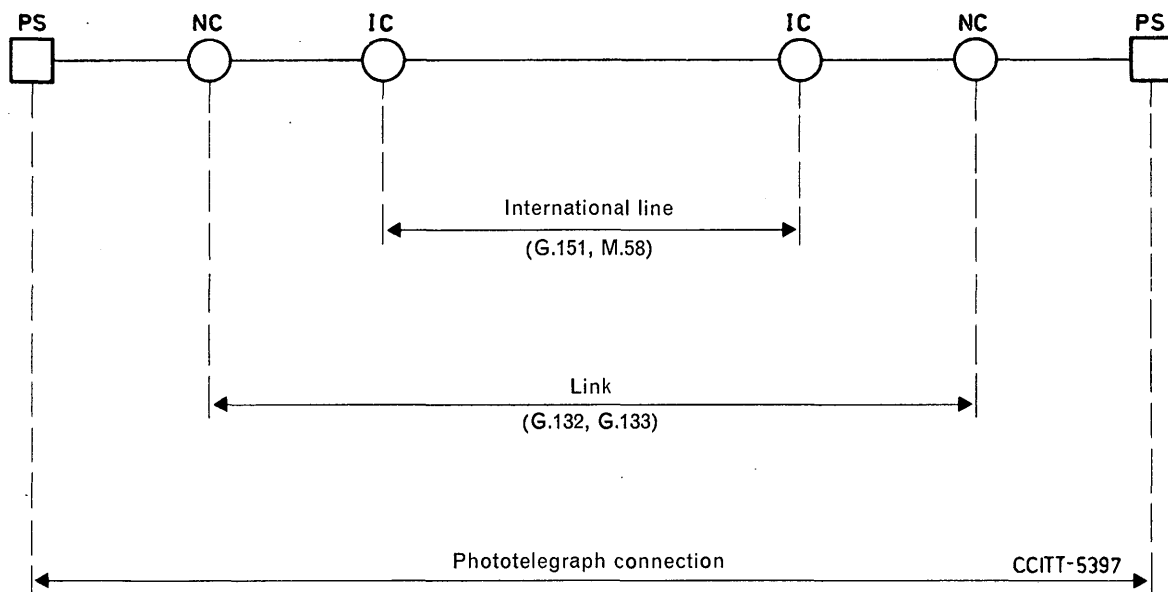 PS NC IC IC NC PS
International line
(G.151, M.58)
Link
(G.132, G.133)
Phototelegraph connection
CCITT-5397